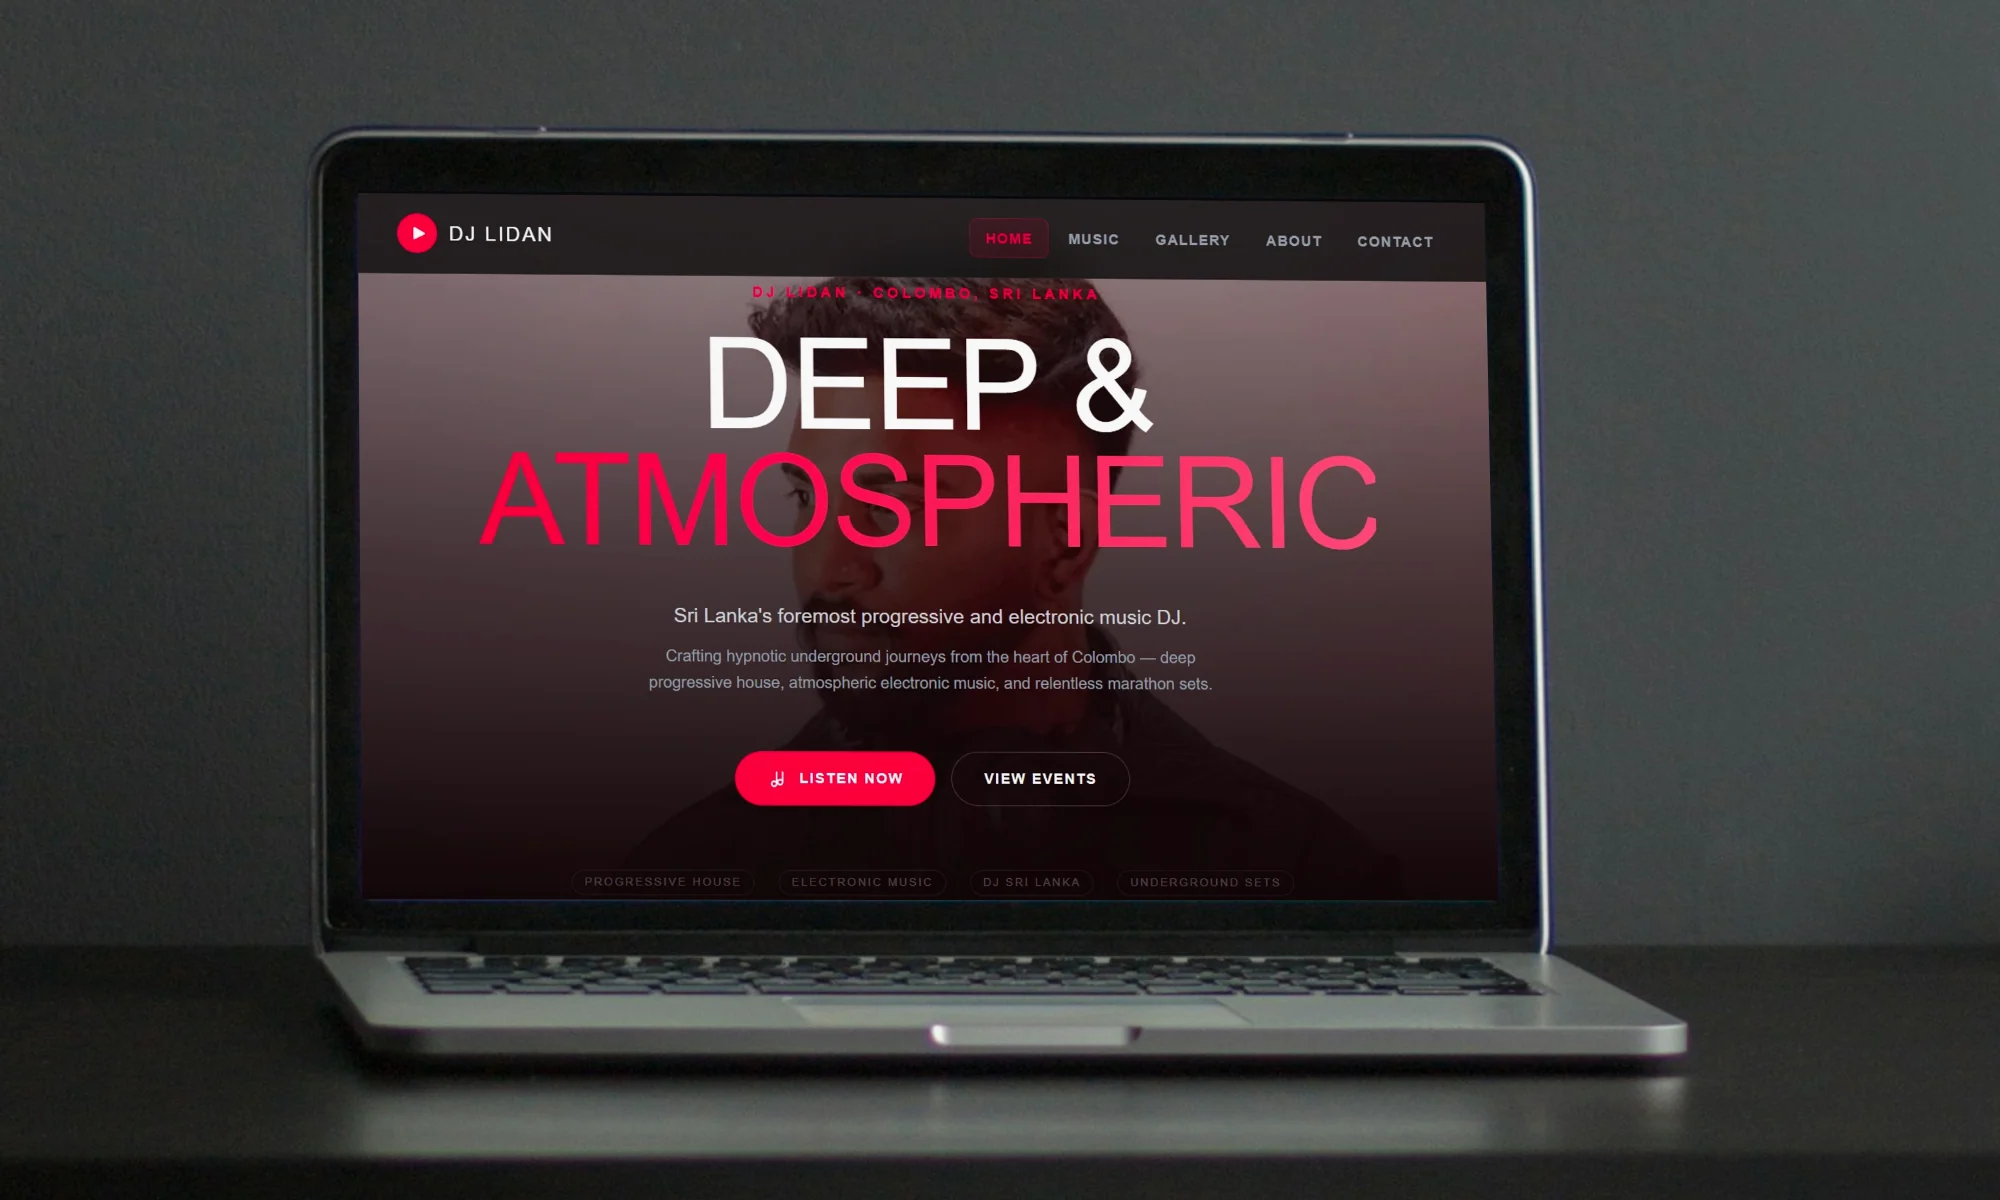 DJ LIDAN
HOME MUSIC GALLERY ABOUT CONTACT
DJ LIDAN · COLOMBO, SRI LANKA
DEEP &
ATMOSPHERIC
Sri Lanka's foremost progressive and electronic music DJ.
Crafting hypnotic underground journeys from the heart of Colombo — deep
progressive house, atmospheric electronic music, and relentless marathon sets.
LISTEN NOW
VIEW EVENTS
PROGRESSIVE HOUSE
ELECTRONIC MUSIC
DJ SRI LANKA
UNDERGROUND SETS